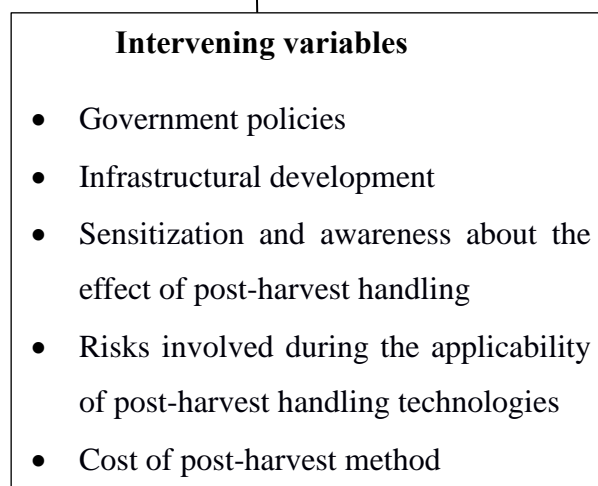 Intervening variables
• Government policies
• Infrastructural development
• Sensitization and awareness about the
effect of post-harvest handling
• Risks involved during the applicability
of post-harvest handling technologies
• Cost of post-harvest method